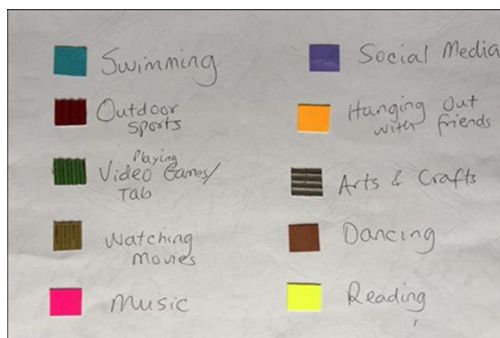 Swimming
Outdoor
sports
Playing
Video Games/
Tab
Watching
Movies
Music
Social Media
Hanging Out
with friends
Arts & Crafts
Dancing
Reading